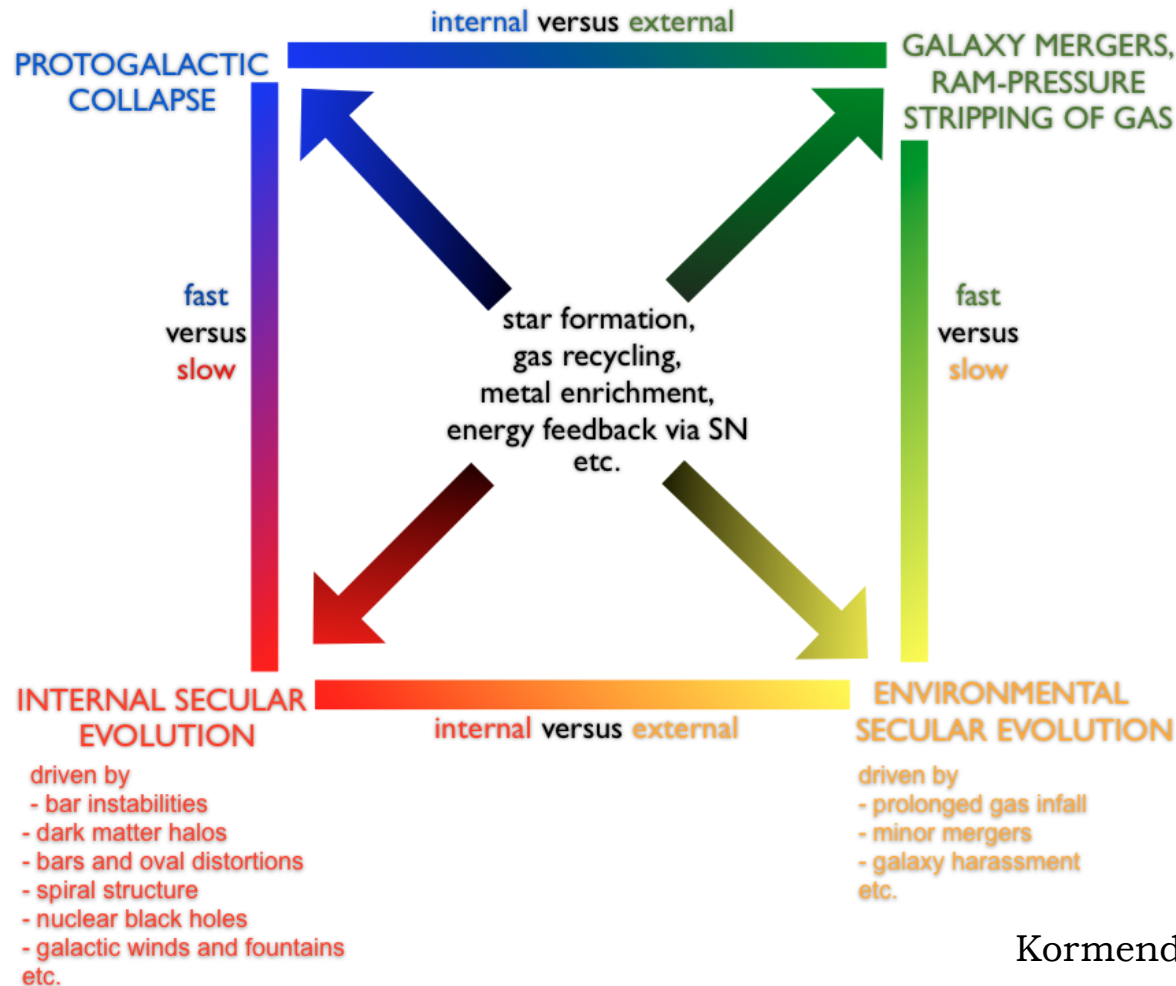 internal versus external
PROTOGALACTIC
COLLAPSE
GALAXY MERGERS,
RAM-PRESSURE
STRIPPING OF GAS
fast
versus
slow
star formation,
gas recycling,
metal enrichment,
energy feedback via SN
etc.
fast
versus
slow
INTERNAL SECULAR
EVOLUTION
internal versus external
ENVIRONMENTAL
SECULAR EVOLUTION
driven by
- bar instabilities
- dark matter halos
- bars and oval distortions
- spiral structure
- nuclear black holes
- galactic winds and fountains
etc.
driven by
- prolonged gas infall
- minor mergers
- galaxy harassment
etc.
Kormend